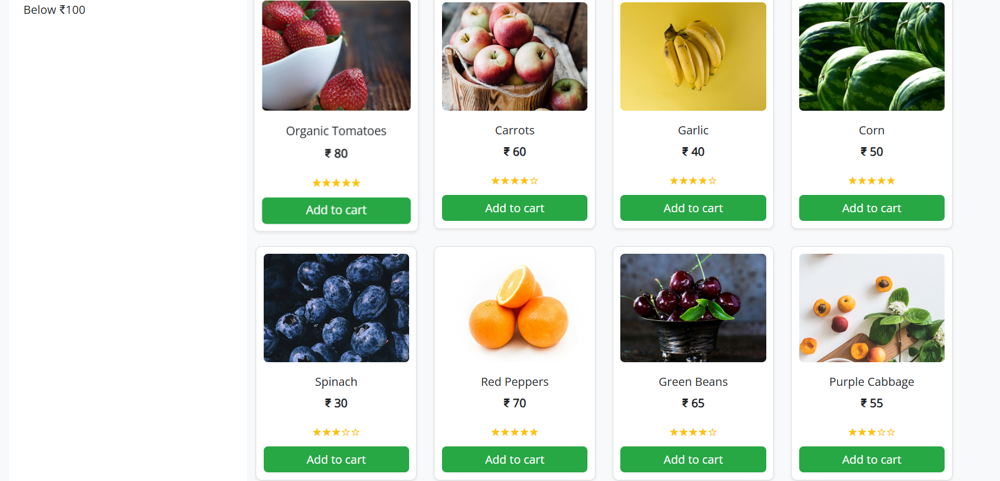 Below ₹100
Organic Tomatoes
₹ 80
★★★★★
Add to cart
Carrots
₹ 60
★★★★☆
Add to cart
Garlic
₹ 40
★★★★☆
Add to cart
Corn
₹ 50
★★★★★
Add to cart
Spinach
₹ 30
★★★☆☆
Add to cart
Red Peppers
₹ 70
★★★★★
Add to cart
Green Beans
₹ 65
★★★★☆
Add to cart
Purple Cabbage
₹ 55
★★★☆☆
Add to cart